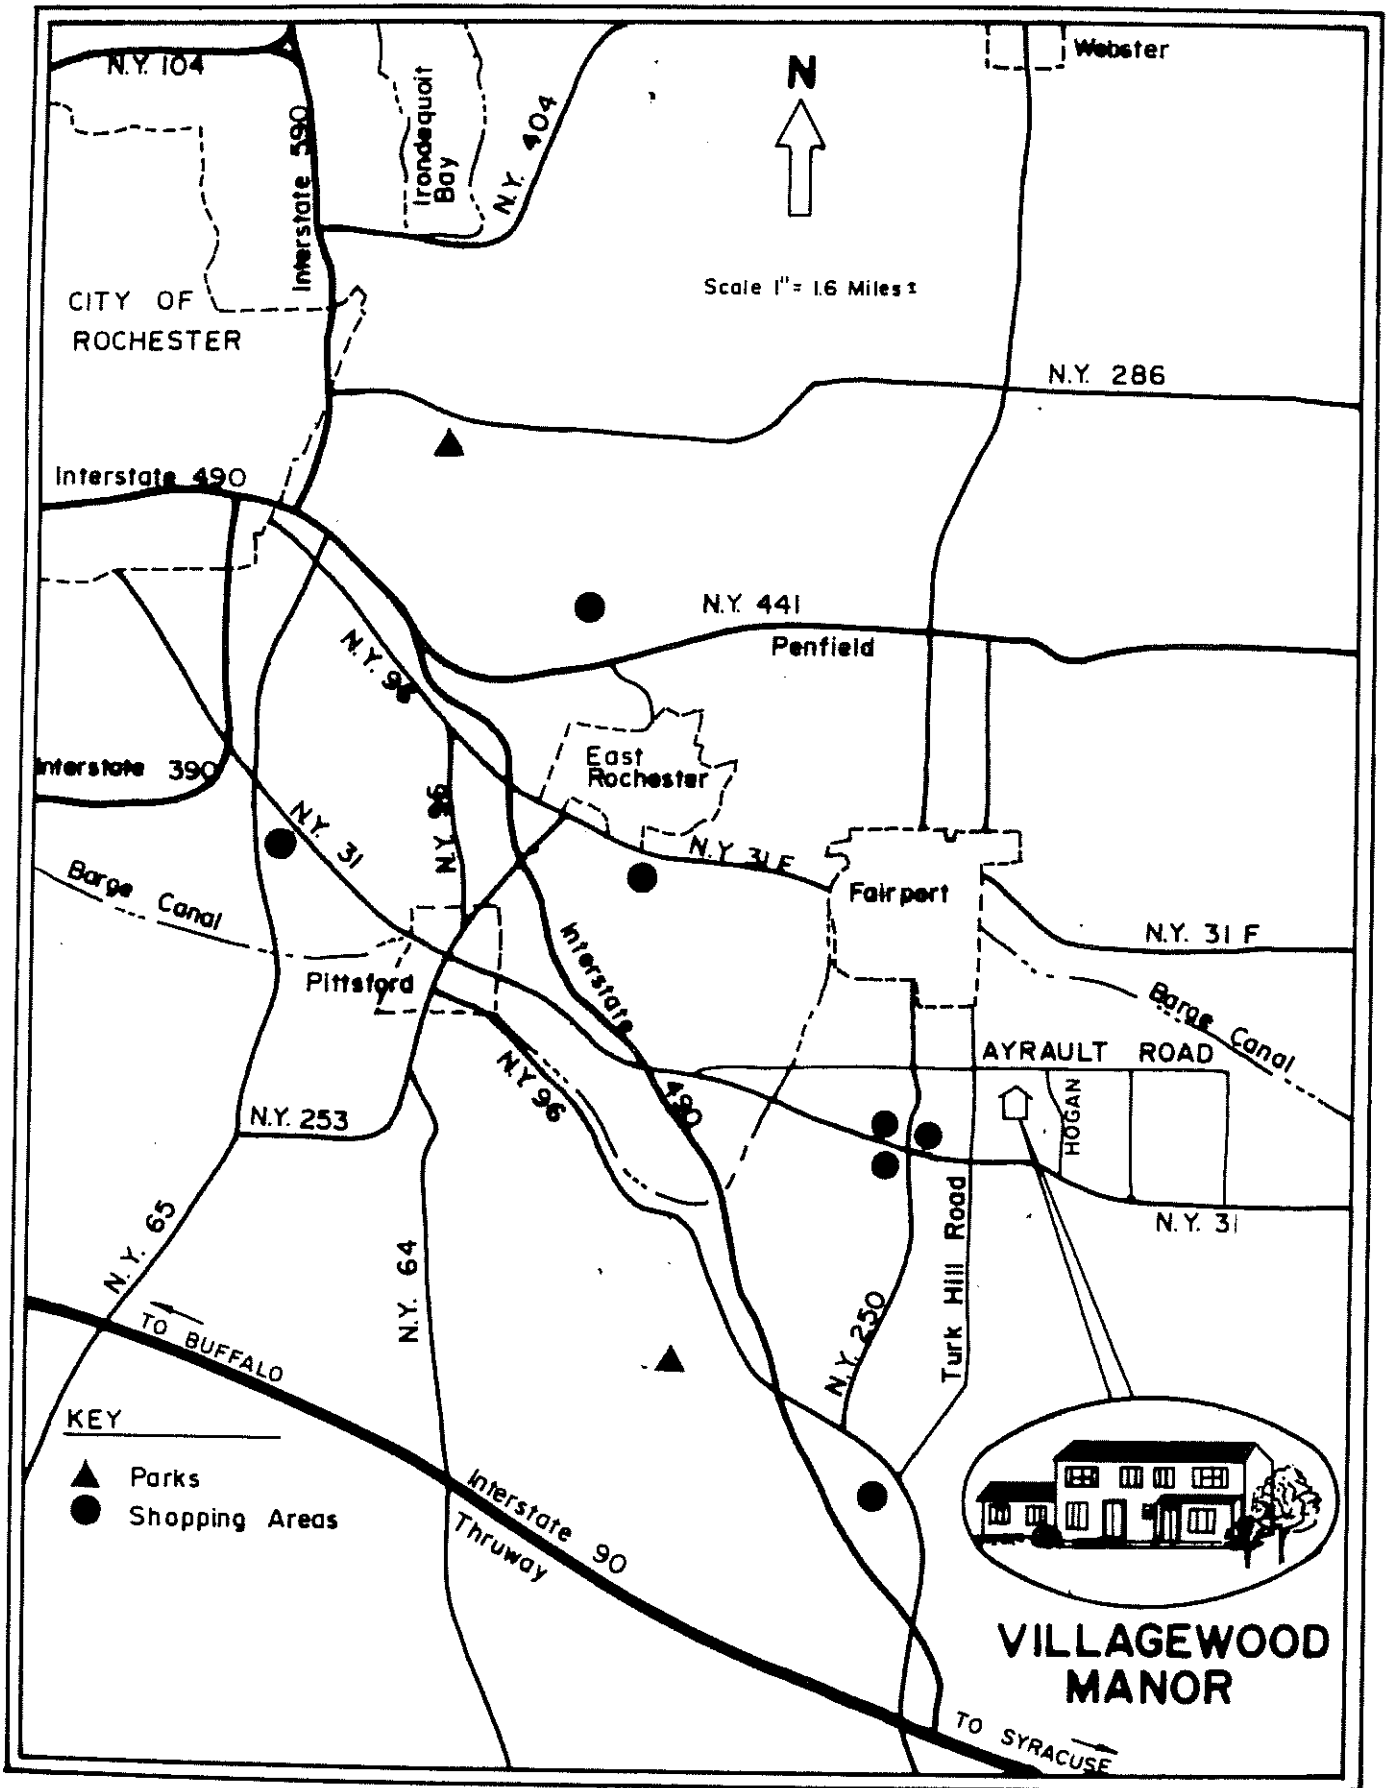 Webster
N.Y. 104
N
Interstate 590
Irondequoit
Bay
N.Y. 404
Scale 1" = 1.6 Miles ±
CITY OF
ROCHESTER
N.Y. 286
Interstate 490
N.Y. 441
Penfield
N.Y. 96
East
Rochester
Interstate 390
N.Y. 96
N.Y. 31
N.Y. 31 F
Fairport
Barge Canal
N.Y. 31 F
Interstate
490
Pittsford
Barge Canal
AYRAULT ROAD
HOGAN
N.Y. 96
N.Y. 253
N.Y. 31
N.Y. 65
N.Y. 64
Turk Hill Road
N.Y. 250
TO BUFFALO
KEY
Parks
Shopping Areas
Interstate 90
Thruway
VILLAGEWOOD
MANOR
TO SYRACUSE